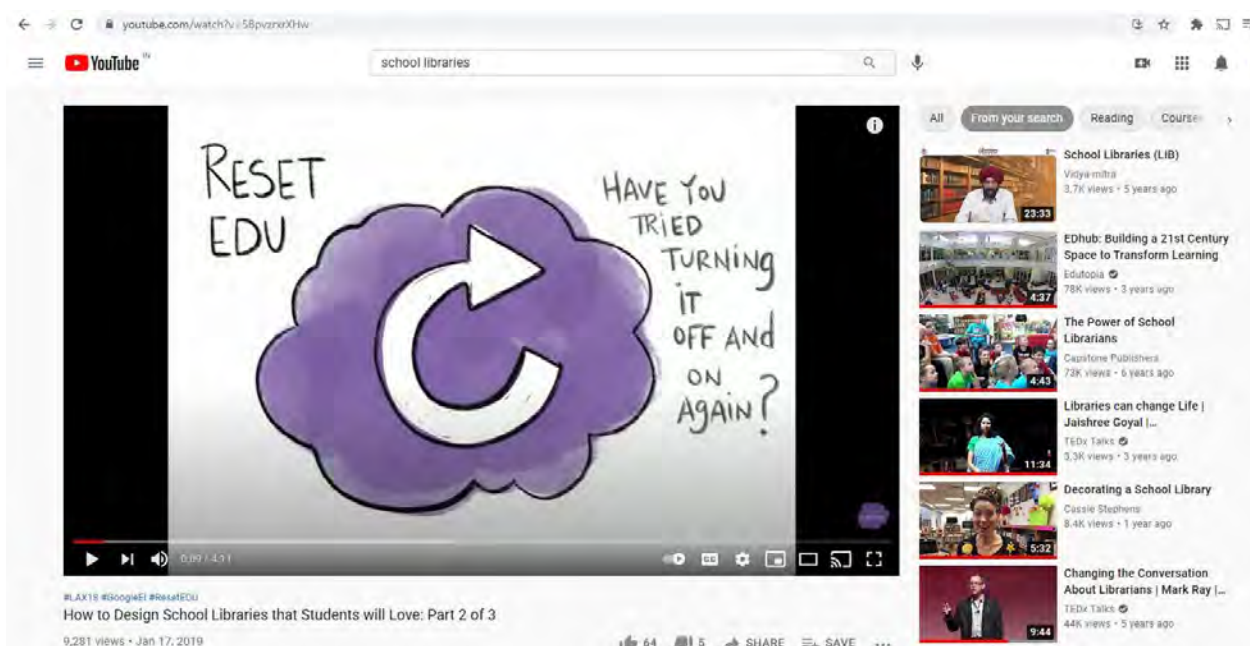 YouTube IN
school libraries
RESET
EDU
HAVE YOU
TRIED
TURNING
IT
OFF AND
ON
AGAIN?
0:09 / 4:11
#LAX18 #GoogleEI #ResetEDU
How to Design School Libraries that Students will Love: Part 2 of 3
9,281 views • Jan 17, 2019
64
5
SHARE
SAVE
All
From your search
Reading
Course
School Libraries (LIB)
Vidya-mitra
3.7K views • 5 years ago
23:33
EDhub: Building a 21st Century
Space to Transform Learning
Edutopia
78K views • 3 years ago
4:37
The Power of School
Librarians
Capstone Publishers
73K views • 6 years ago
4:43
Libraries can change Life |
Jaishree Goyal |...
TEDx Talks
5.3K views • 3 years ago
11:34
Decorating a School Library
Cassie Stephens
8.4K views • 1 year ago
5:32
Changing the Conversation
About Librarians | Mark Ray |...
TEDx Talks
44K views • 5 years ago
9:44